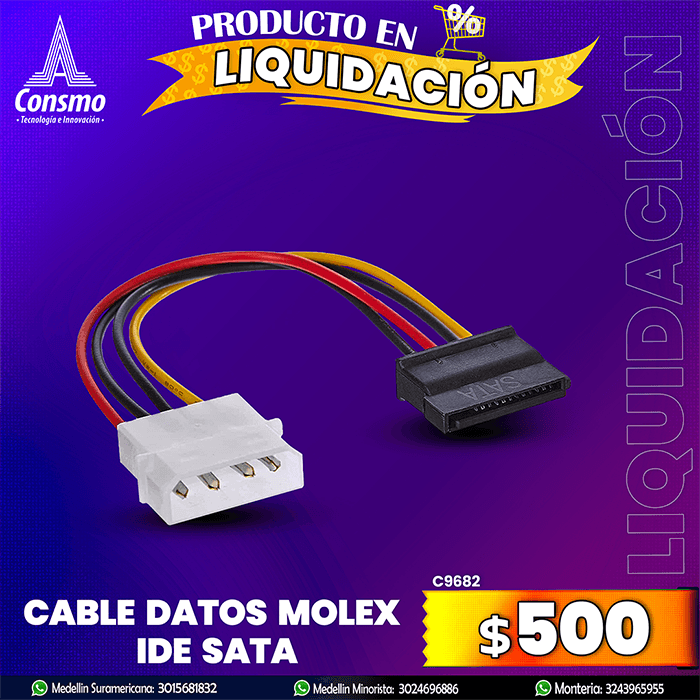 Consmo
• Tecnología e Innovación •
PRODUCTO EN
%
LIQUIDACIÓN
LIQUIDACIÓN
SATA
C9682
CABLE DATOS MOLEX
IDE SATA
$500
Medellin Suramericana: 3015681832
Medellin Minorista: 3024696886
Monteria: 3243965955